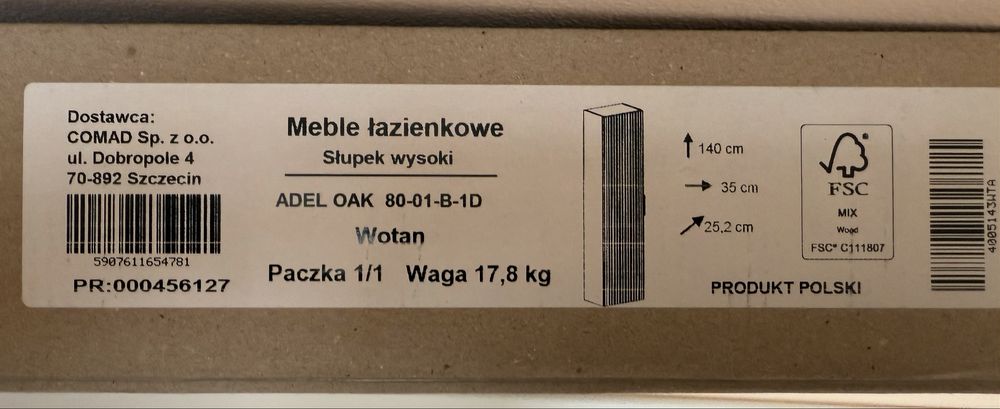 Dostawca:
COMAD Sp. z o.o.
ul. Dobropole 4
70-892 Szczecin
5907611654781
PR:000456127
Meble łazienkowe
Słupek wysoki
ADEL OAK 80-01-B-1D
Wotan
Paczka 1/1 Waga 17,8 kg
140 cm
35 cm
25,2 cm
PRODUKT POLSKI
FSC
MIX
Wood
FSC® C111807
4005143WTA